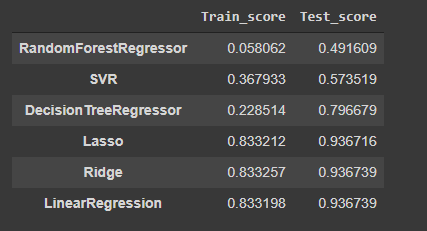 Train_score Test_score
RandomForestRegressor 0.058062 0.491609
SVR 0.367933 0.573519
DecisionTreeRegressor 0.228514 0.796679
Lasso 0.833212 0.936716
Ridge 0.833257 0.936739
LinearRegression 0.833198 0.936739